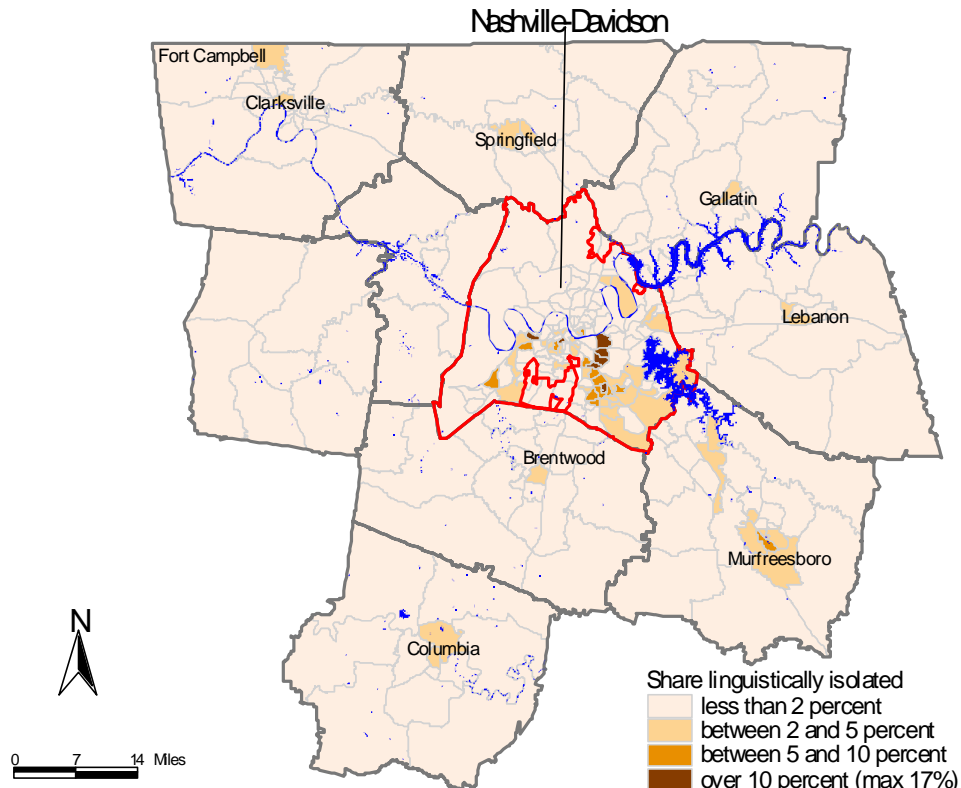 Nashville-Davidson
Fort Campbell
Clarksville
Springfield
Gallatin
Lebanon
Brentwood
Murfreesboro
Columbia
N
0 7 14 Miles
Share linguistically isolated
less than 2 percent
between 2 and 5 percent
between 5 and 10 percent
over 10 percent (max 17%)